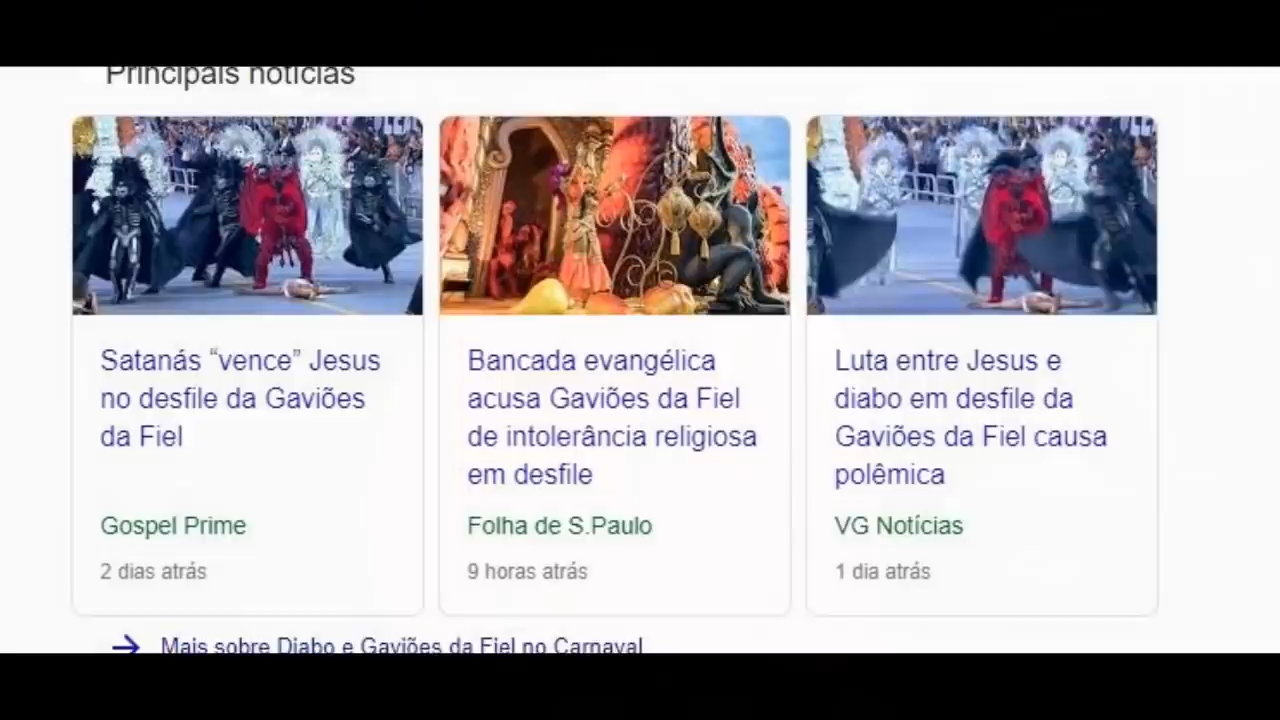 Principais notícias
Satanás “vence” Jesus
no desfile da Gaviões
da Fiel
Gospel Prime
2 dias atrás
Bancada evangélica
acusa Gaviões da Fiel
de intolerância religiosa
em desfile
Folha de S.Paulo
9 horas atrás
Luta entre Jesus e
diabo em desfile da
Gaviões da Fiel causa
polêmica
VG Notícias
1 dia atrás
Mais sobre Diabo e Gaviões da Fiel no Carnaval